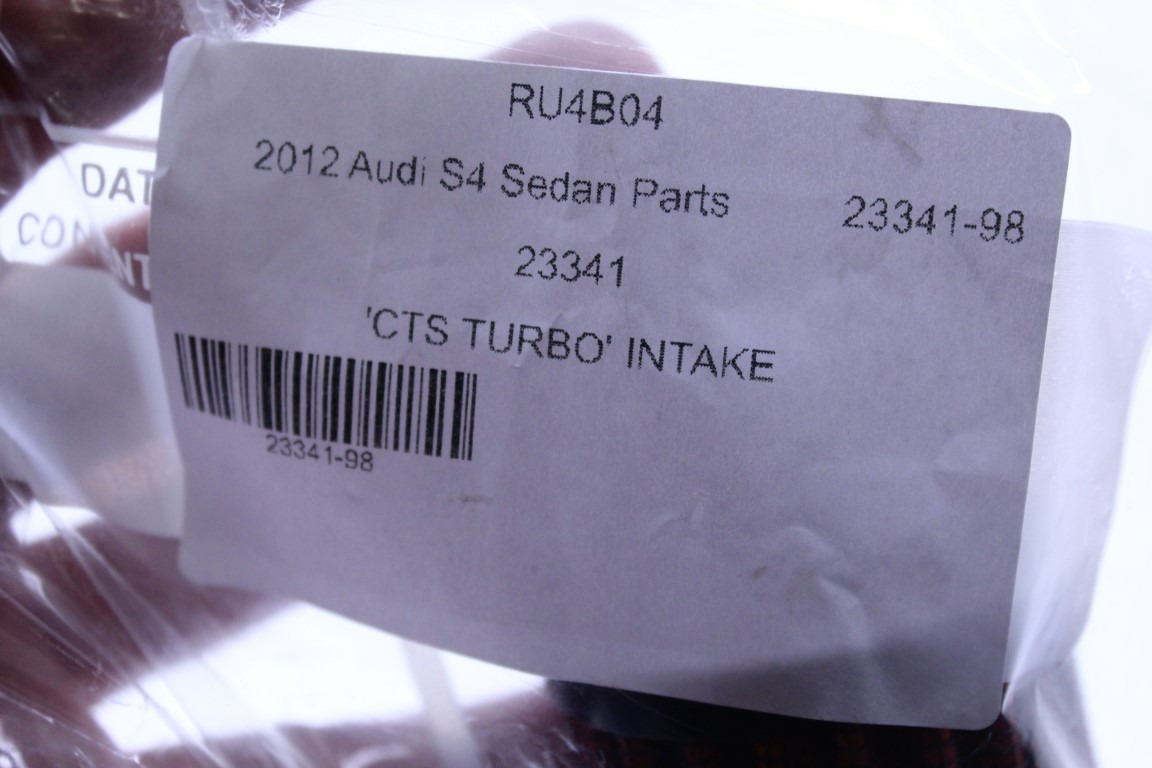 RU4B04
2012 Audi S4 Sedan Parts
23341-98
23341
'CTS TURBO' INTAKE
23341-98